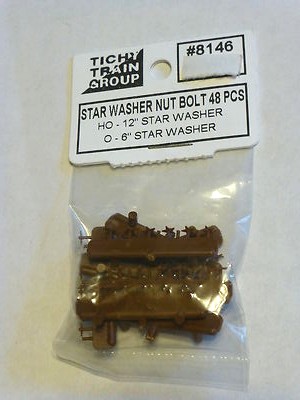 TICHY
TRAIN
GROUP
#8146
STAR WASHER NUT BOLT 48 PCS
HO - 12" STAR WASHER
O - 6" STAR WASHER